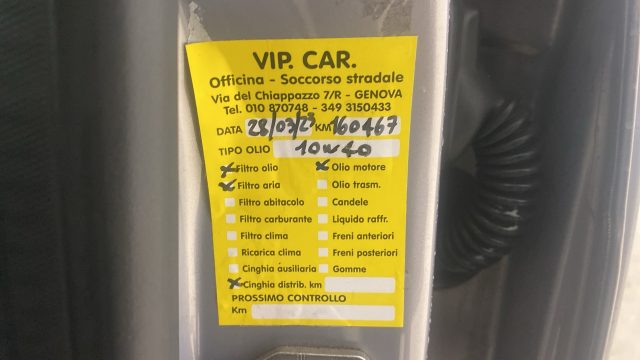 VIP. CAR.
Officina - Soccorso stradale
Via del Chiappazzo 7/R - GENOVA
Tel. 010 870748 - 349 3150433
DATA 28/03/23 KM 160467
TIPO OLIO 10W40
Filtro olio Olio motore
Filtro aria Olio trasm.
Filtro abitacolo Candele
Filtro carburante Liquido raffr.
Filtro clima Freni anteriori
Ricarica clima Freni posteriori
Cinghia ausiliaria Gomme
Cinghia distrib. km
PROSSIMO CONTROLLO
Km